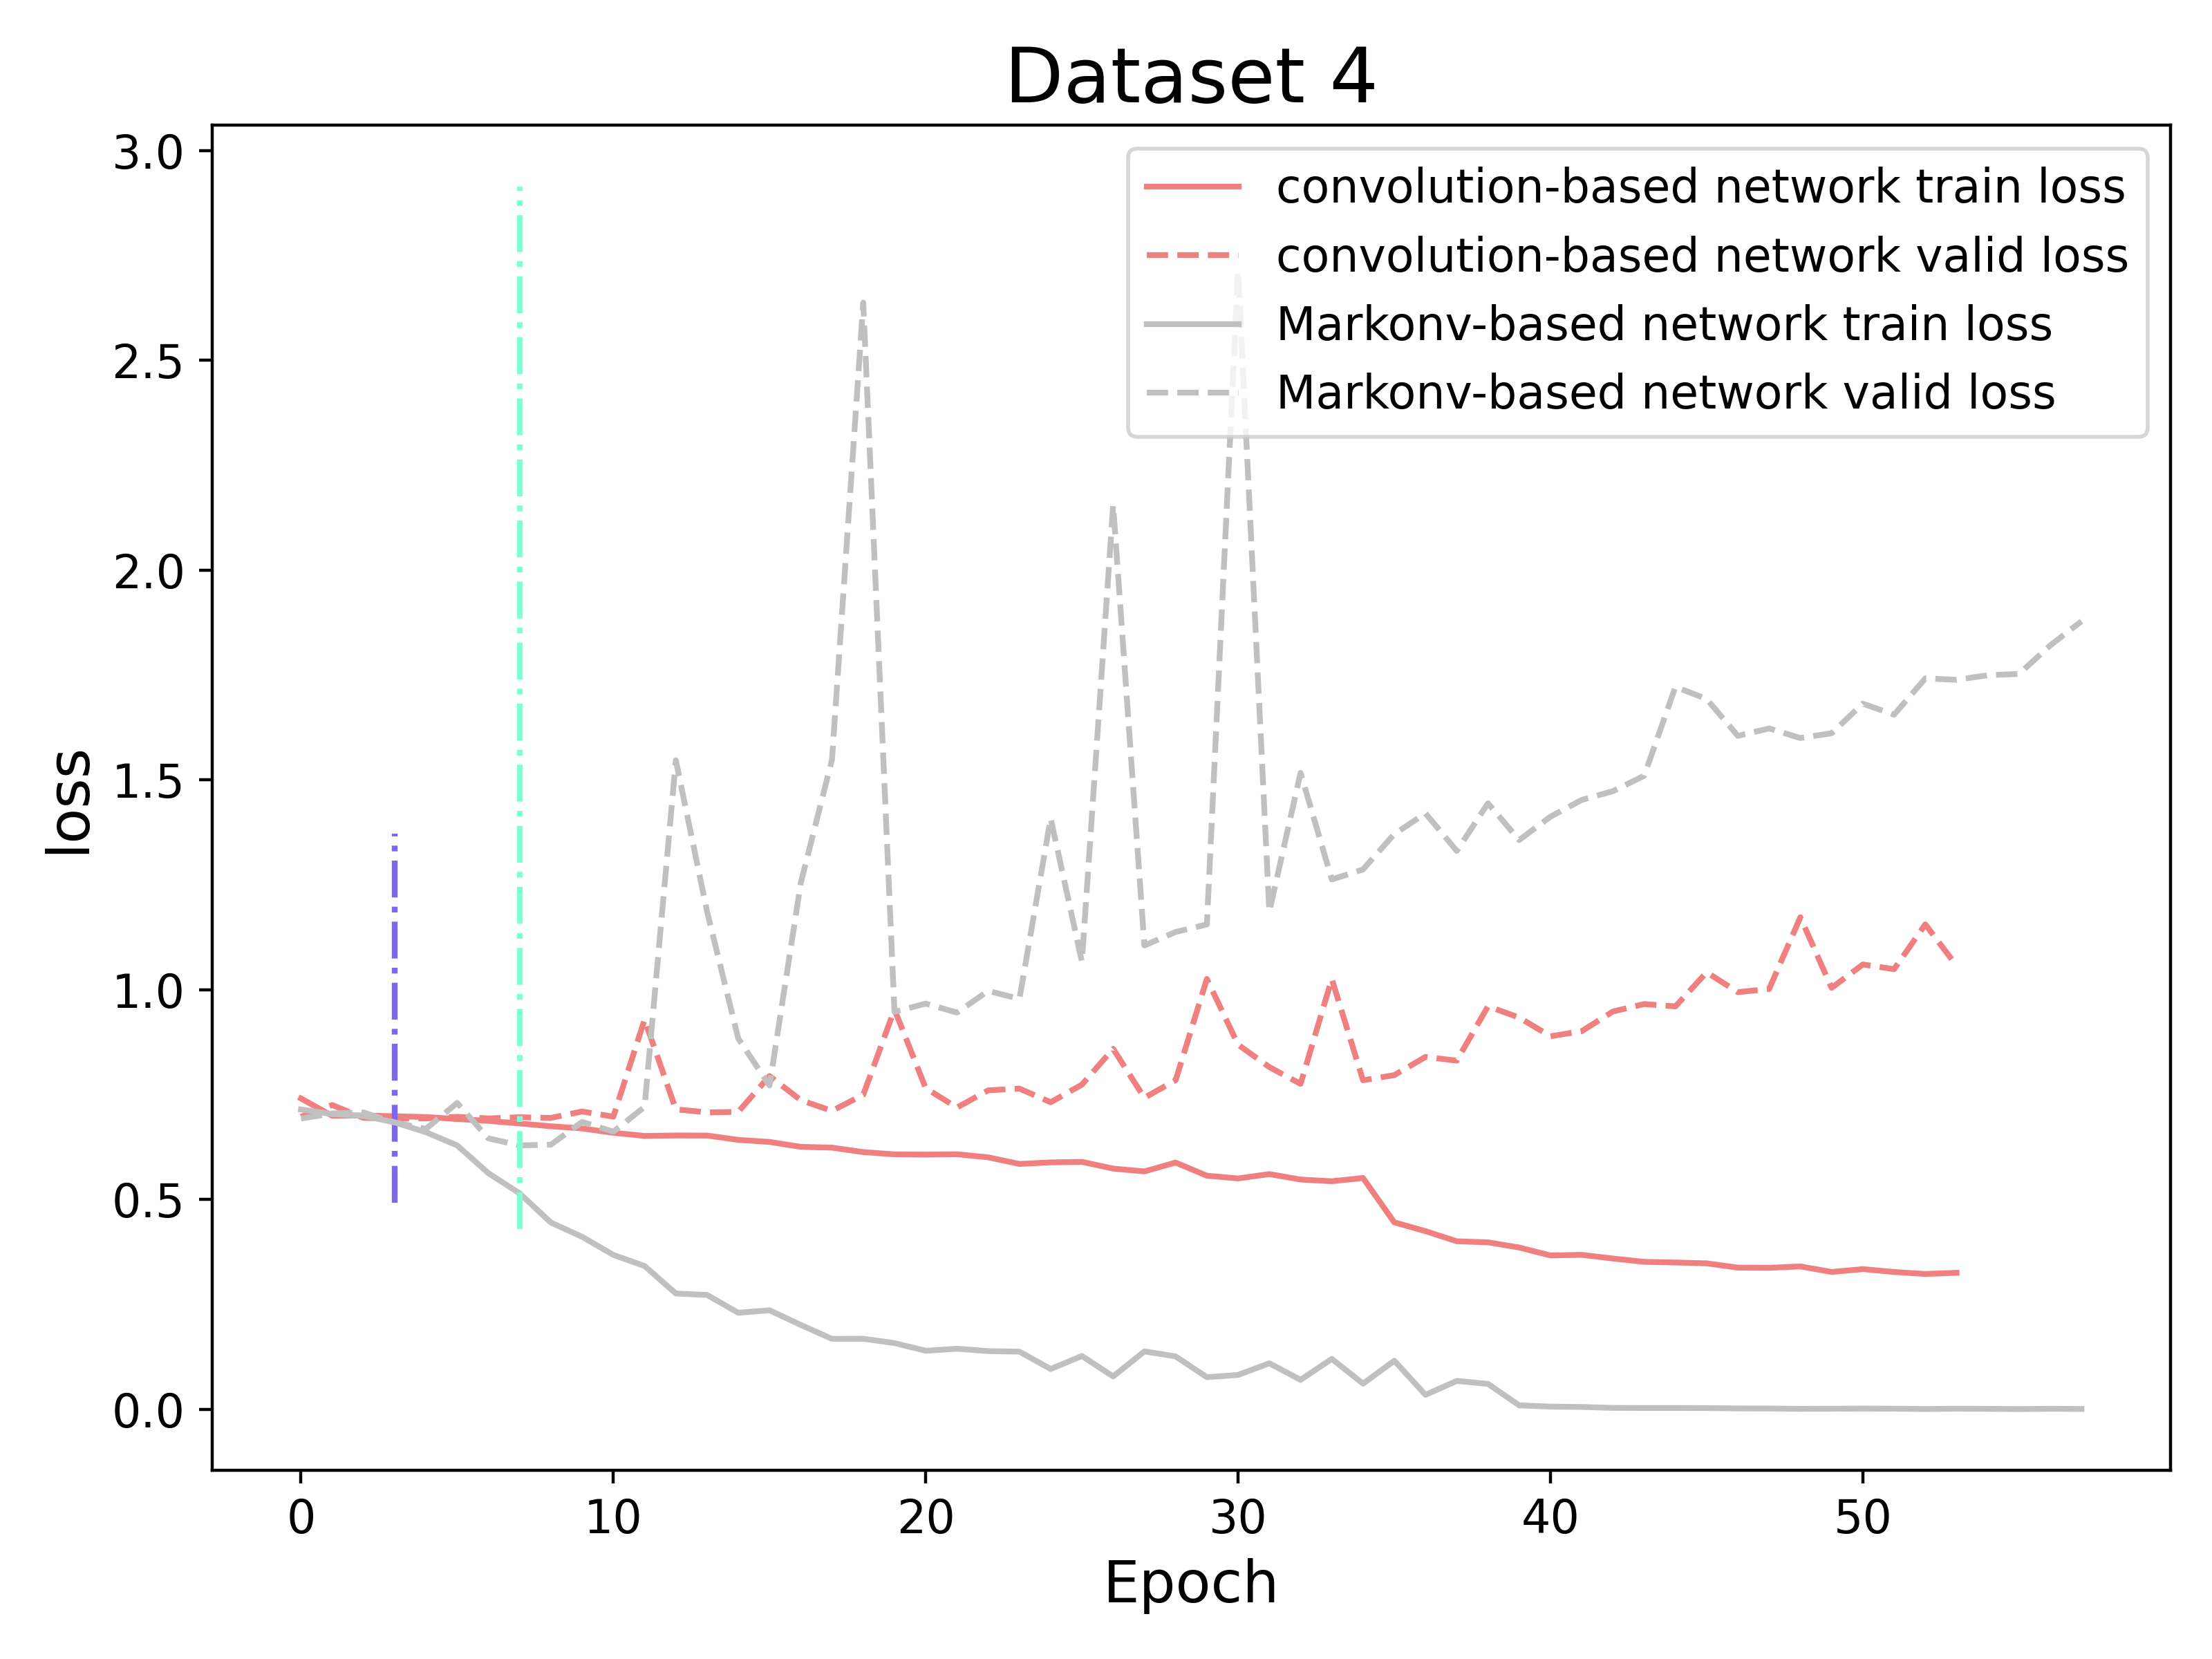 Dataset 4
3.0
2.5
2.0
1.5
1.0
0.5
0.0
loss
convolution-based network train loss
convolution-based network valid loss
Markonv-based network train loss
Markonv-based network valid loss
0 10 20 30 40 50
Epoch